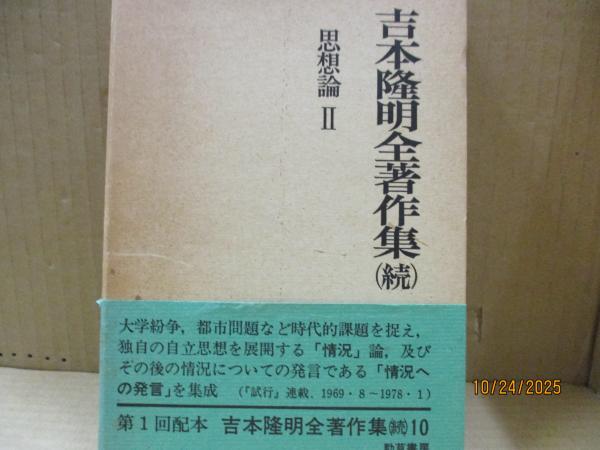 吉本隆明全著作集(続)
思想論 II
大学紛争，都市問題など時代的課題を捉え，
独自の自立思想を展開する「情況」論，及び
その後の情況についての発言である「情況へ
の発言」を集成　(『試行』連載，1969・8〜1978・1)
第1回配本　吉本隆明全著作集(続)10
勁草書房
10/24/2025